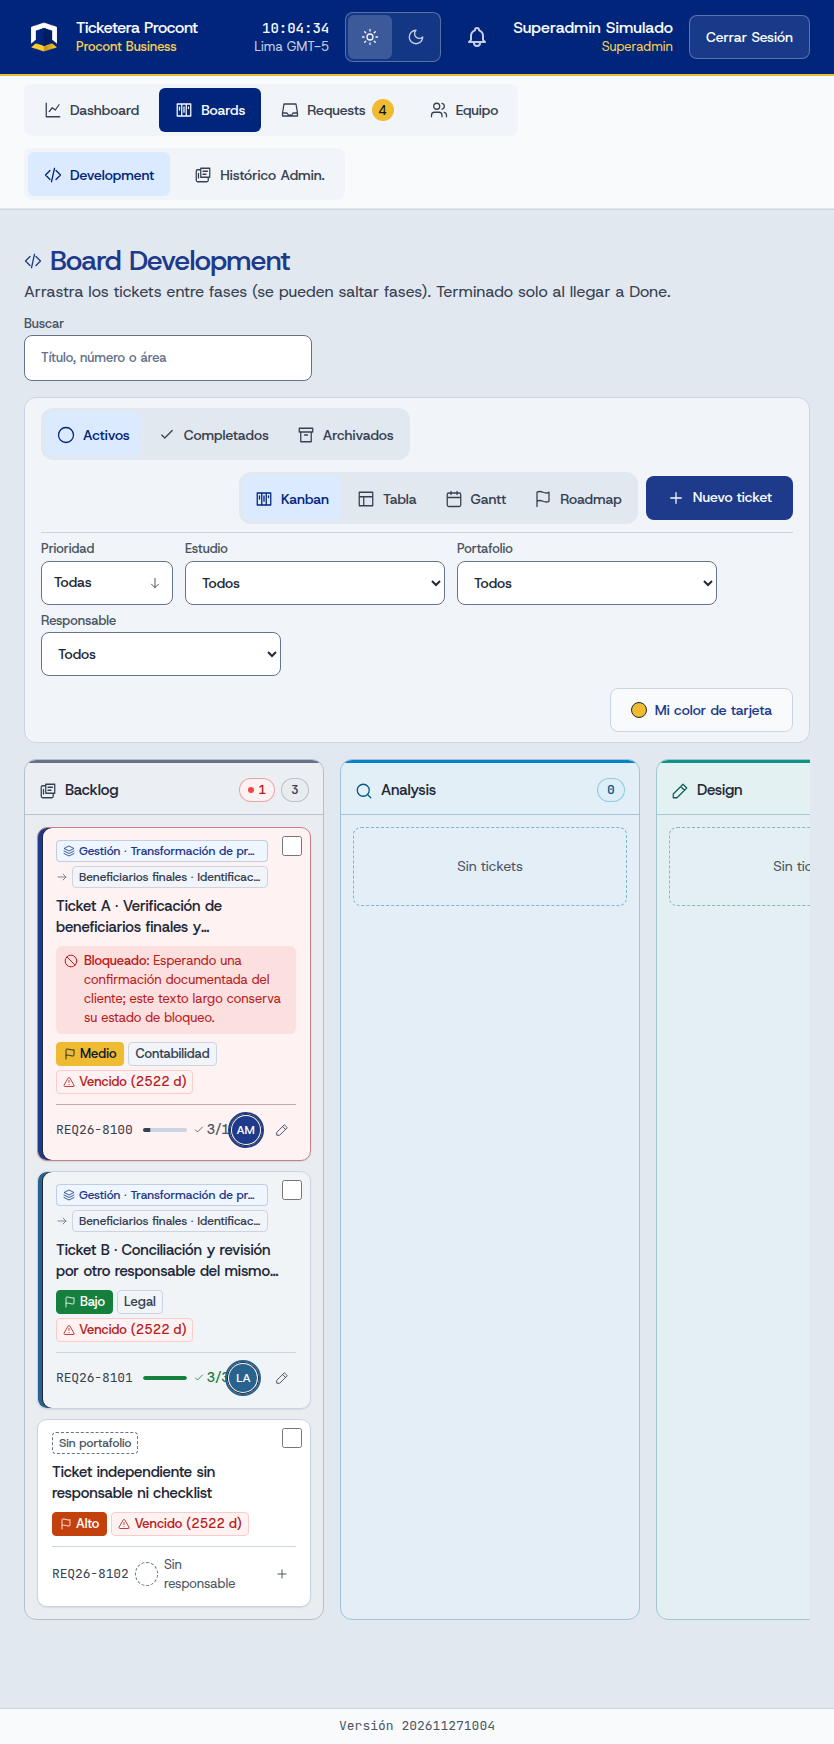 Ticketera Procont
Procont Business
10:04:34
Lima GMT-5
Superadmin Simulado
Superadmin
Cerrar Sesión
Dashboard
Boards
Requests 4
Equipo
Development
Histórico Admin.
Board Development
Arrastra los tickets entre fases (se pueden saltar fases). Terminado solo al llegar a Done.
Buscar
Título, número o área
Activos
Completados
Archivados
Kanban
Tabla
Gantt
Roadmap
Nuevo ticket
Prioridad
Estudio
Portafolio
Todas
Todos
Todos
Responsable
Todos
Mi color de tarjeta
Backlog
1
3
Analysis
0
Design
Gestión · Transformación de pr...
Beneficiarios finales · Identificac...
Ticket A · Verificación de
beneficiarios finales y...
Bloqueado: Esperando una
confirmación documentada del
cliente; este texto largo conserva
su estado de bloqueo.
Medio
Contabilidad
Vencido (2522 d)
REQ26-8100
3/1
AM
Gestión · Transformación de pr...
Beneficiarios finales · Identificac...
Ticket B · Conciliación y revisión
por otro responsable del mismo...
Bajo
Legal
Vencido (2522 d)
REQ26-8101
3/3
LA
Sin portafolio
Ticket independiente sin
responsable ni checklist
Alto
Vencido (2522 d)
REQ26-8102
Sin
responsable
Sin tickets
Sin tic
Versión 202611271004